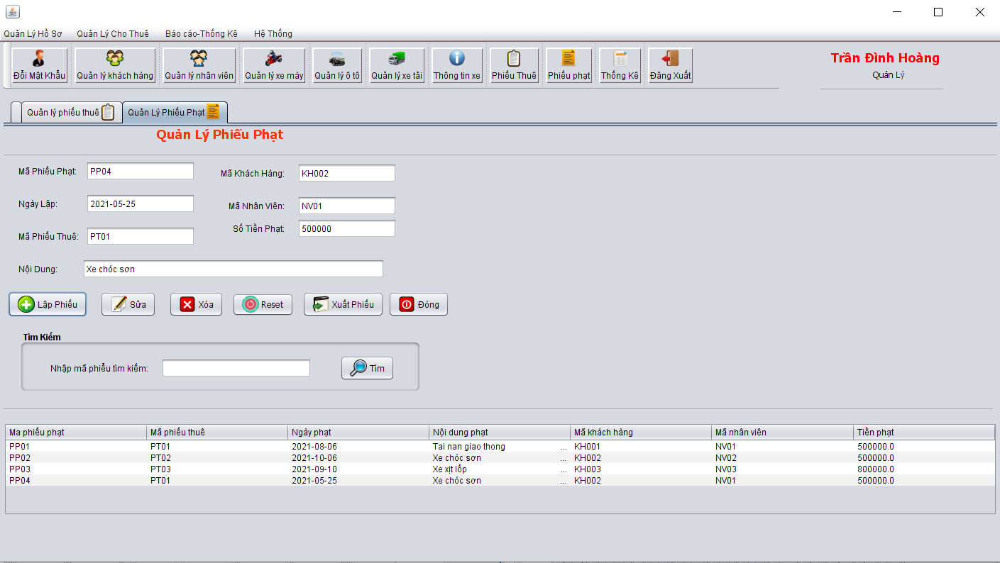 Quản Lý Hồ Sơ Quản Lý Cho Thuê Báo cáo-Thống Kê Hệ Thống
Đổi Mật Khẩu Quản lý khách hàng Quản lý nhân viên Quản lý xe máy Quản lý ô tô Quản lý xe tải Thông tin xe Phiếu Thuê Phiếu phạt Thống Kê Đăng Xuất
Trần Đình Hoàng
Quản Lý
Quản lý phiếu thuê Quản Lý Phiếu Phạt
Quản Lý Phiếu Phạt
Mã Phiếu Phạt: PP04 Mã Khách Hàng: KH002
Ngày Lập: 2021-05-25 Mã Nhân Viên: NV01
Số Tiền Phạt: 500000
Mã Phiếu Thuê: PT01
Nội Dung: Xe chóc sơn
Lập Phiếu Sửa Xóa Reset Xuất Phiếu Đóng
Tìm Kiếm
Nhập mã phiếu tìm kiếm: Tìm
Ma phiếu phạt Mã phiếu thuê Ngày phạt Nội dung phạt Mã khách hàng Mã nhân viên Tiền phạt
PP01 PT01 2021-08-06 Tai nan giao thong ... KH001 NV01 500000.0
PP02 PT02 2021-10-06 Xe chóc sơn ... KH002 NV02 500000.0
PP03 PT03 2021-09-10 Xe xịt lốp ... KH003 NV03 800000.0
PP04 PT01 2021-05-25 Xe chóc sơn ... KH002 NV01 500000.0